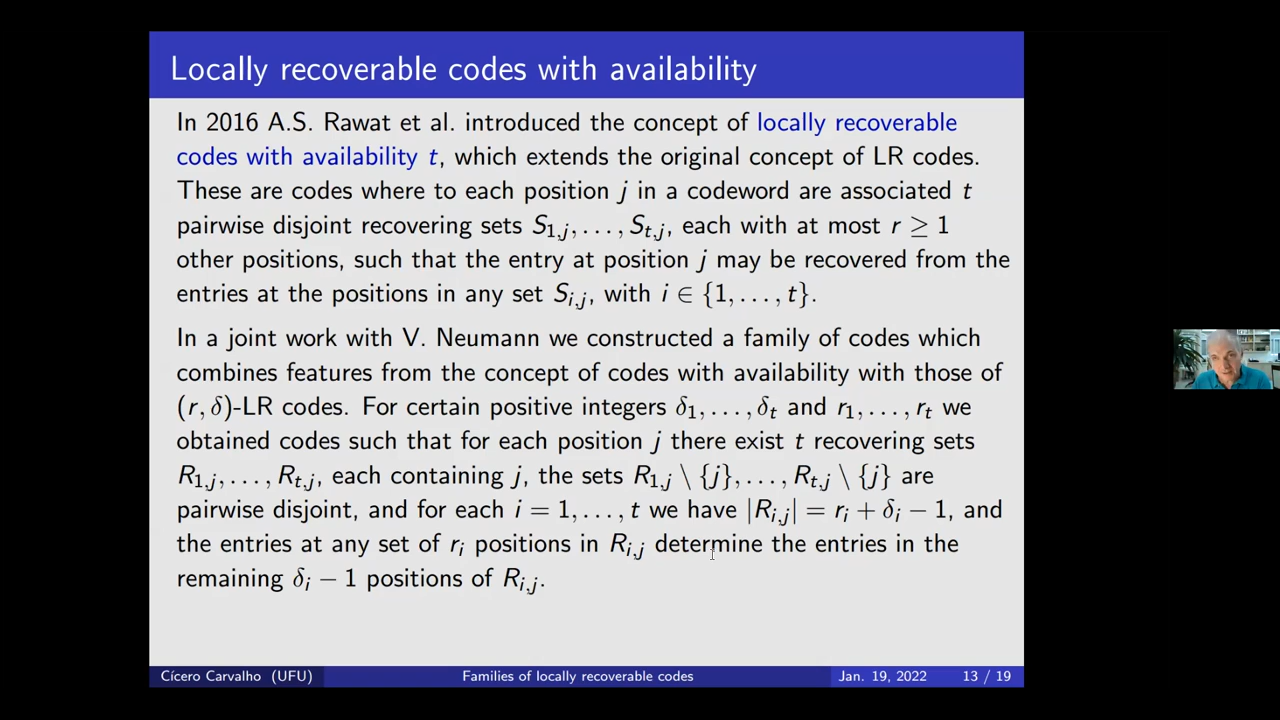 Locally recoverable codes with availability
In 2016 A.S. Rawat et al. introduced the concept of locally recoverable
codes with availability t, which extends the original concept of LR codes.
These are codes where to each position j in a codeword are associated t
pairwise disjoint recovering sets S₁,ⱼ, . . . , Sₜ,ⱼ, each with at most r ≥ 1
other positions, such that the entry at position j may be recovered from the
entries at the positions in any set Sᵢ,ⱼ, with i ∈ {1, . . . , t}.
In a joint work with V. Neumann we constructed a family of codes which
combines features from the concept of codes with availability with those of
(r, δ)-LR codes. For certain positive integers δ₁, . . . , δₜ and r₁, . . . , rₜ we
obtained codes such that for each position j there exist t recovering sets
R₁,ⱼ, . . . , Rₜ,ⱼ, each containing j, the sets R₁,ⱼ \ {j}, . . . , Rₜ,ⱼ \ {j} are
pairwise disjoint, and for each i = 1, . . . , t we have |Rᵢ,ⱼ| = rᵢ + δᵢ − 1, and
the entries at any set of rᵢ positions in Rᵢ,ⱼ determine the entries in the
remaining δᵢ − 1 positions of Rᵢ,ⱼ.
Cícero Carvalho (UFU) Families of locally recoverable codes Jan. 19, 2022 13 / 19